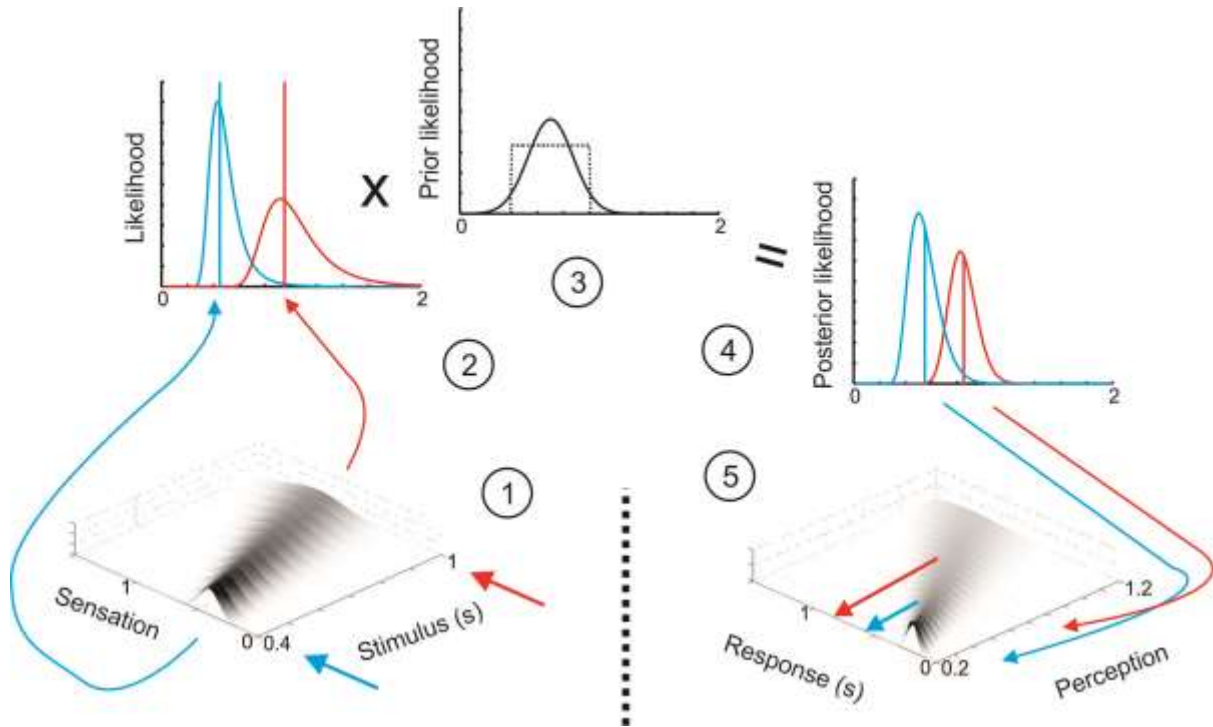 Likelihood
0
2
X
Prior likelihood
0
2
3
=
Posterior likelihood
0
2
2
4
1
5
Sensation
1
0
0.4
1
Stimulus (s)
Response (s)
1
0
0.2
1.2
Perception